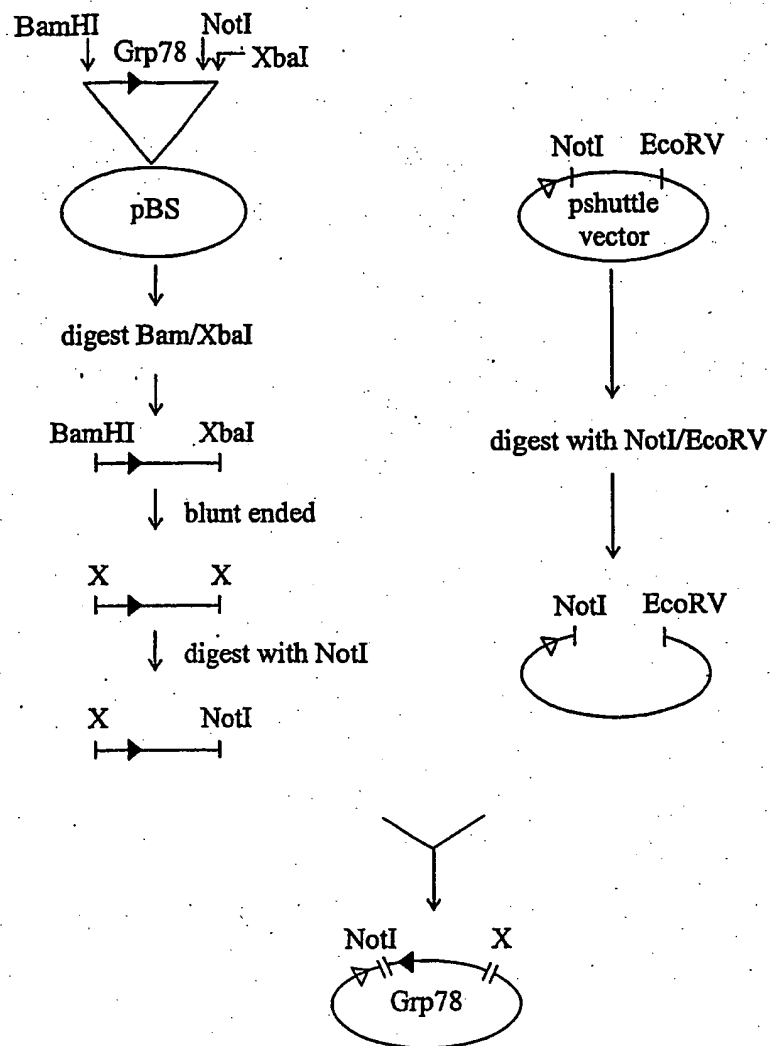 BamHI
NotI
Grp78
XbaI
pBS
digest Bam/XbaI
BamHI XbaI
blunt ended
X X
digest with NotI
X NotI
NotI EcoRV
pshuttle
vector
digest with NotI/EcoRV
NotI EcoRV
NotI X
Grp78